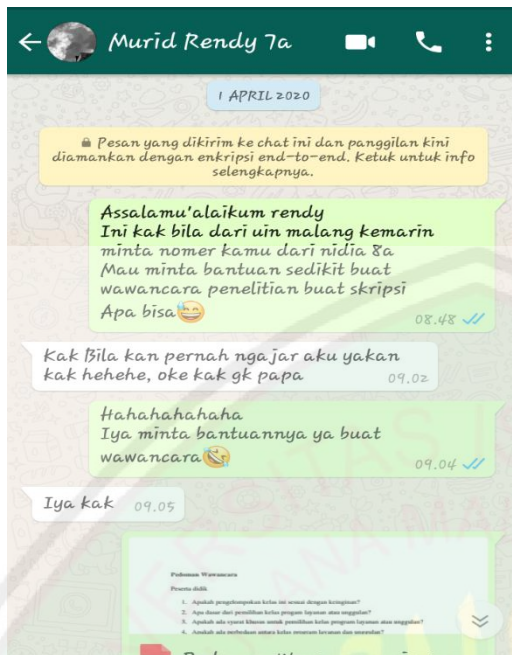 Murid Rendy 7a
1 APRIL 2020
Pesan yang dikirim ke chat ini dan panggilan kini
diamankan dengan enkripsi end-to-end. Ketuk untuk info
selengkapnya.
Assalamu'alaikum rendy
Ini kak bila dari uin malang kemarin
minta nomer kamu dari nidia 8a
Mau minta bantuan sedikit buat
wawancara penelitian buat skripsi
Apa bisa😅
08.48
Kak Bila kan pernah ngajar aku yakan
kak hehehe, oke kak gk papa
09.02
Hahahahahaha
Iya minta bantuannya ya buat
wawancara🤣
09.04
Iya kak 09.05
Pedoman Wawancara
Peserta didik
1. Apakah pengelompokan kelas ini sesuai dengan keinginan?
2. Apa dasar dari pemilihan kelas program layanan atau unggulan?
3. Apakah ada syarat khusus untuk pemilihan kelas program layanan atau unggulan?
4. Apakah ada perbedaan antara kelas program layanan dan unggulan?